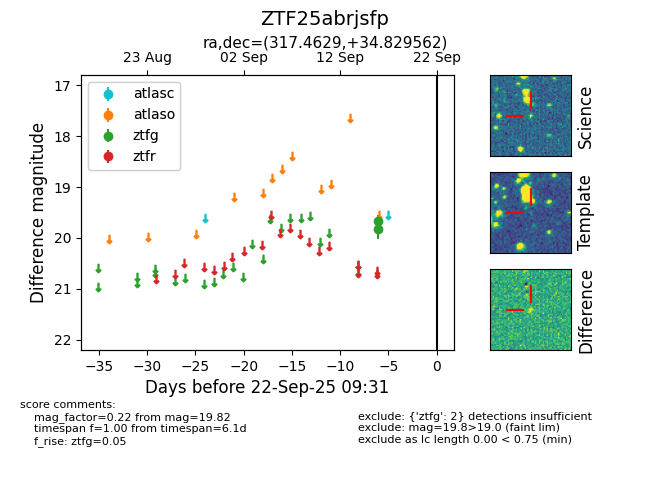 ZTF25abrjsfp
ra,dec=(317.4629,+34.829562)
23 Aug 02 Sep 12 Sep 22 Sep
17
18
19
20
21
22
Difference magnitude
atlasc
atlaso
ztfg
ztfr
−35 −30 −25 −20 −15 −10 −5 0
Days before 22-Sep-25 09:31
Science
Template
Difference
score comments:
mag_factor=0.22 from mag=19.82
timespan f=1.00 from timespan=6.1d
f_rise: ztfg=0.05
exclude: {'ztfg': 2} detections insufficient
exclude: mag=19.8>19.0 (faint lim)
exclude as lc length 0.00 < 0.75 (min)